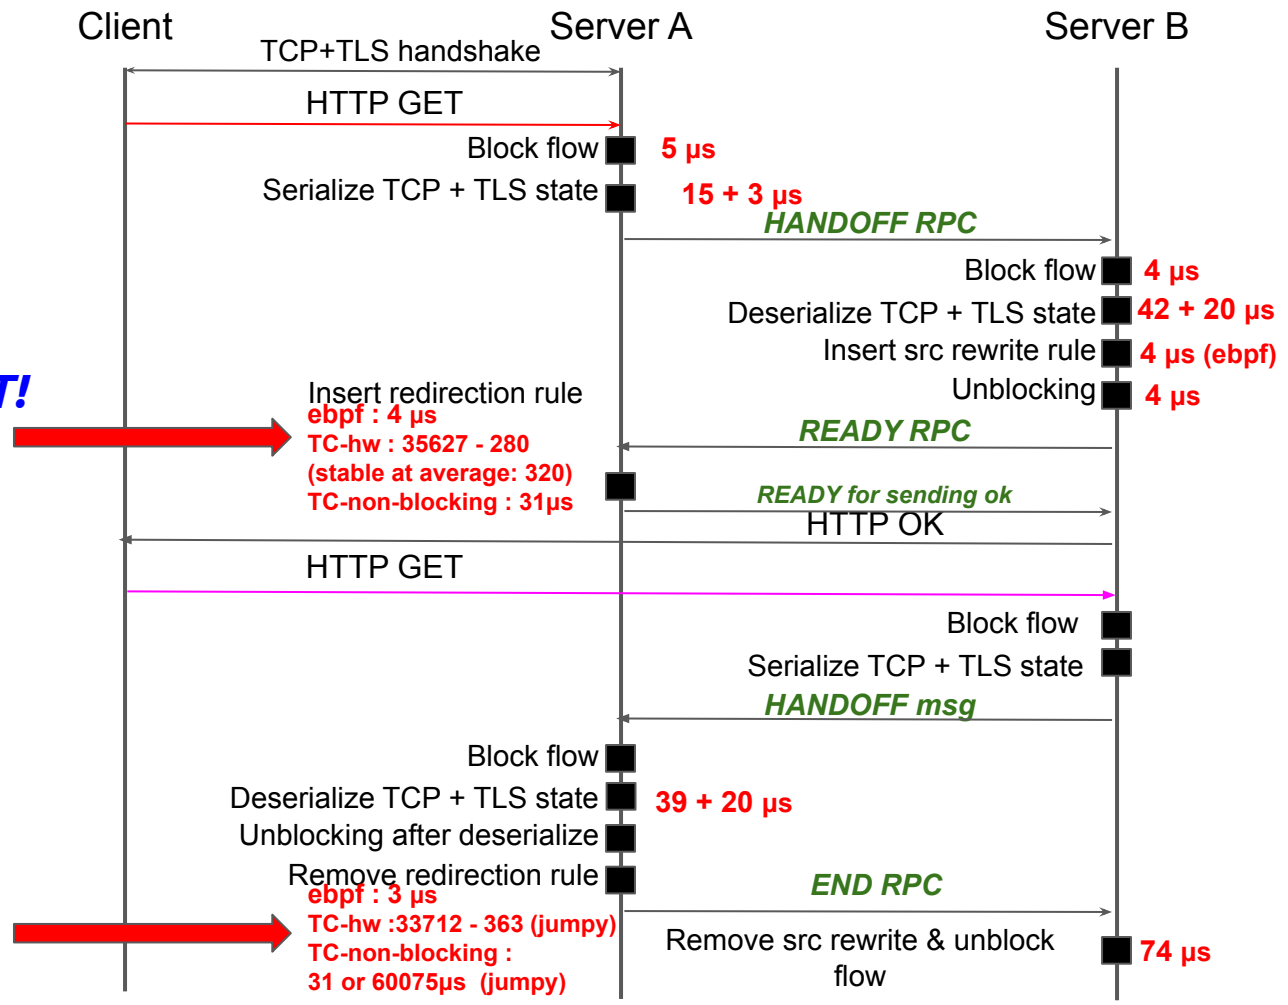 Client
Server A
Server B
TCP+TLS handshake
HTTP GET
Block flow
5 µs
Serialize TCP + TLS state
15 + 3 µs
HANDOFF RPC
Block flow
4 µs
Deserialize TCP + TLS state
42 + 20 µs
Insert src rewrite rule
4 µs (ebpf)
Unblocking
4 µs
T!
Insert redirection rule
ebpf : 4 µs
TC-hw : 35627 - 280
(stable at average: 320)
TC-non-blocking : 31µs
READY RPC
READY for sending ok
HTTP OK
HTTP GET
Block flow
Serialize TCP + TLS state
HANDOFF msg
Block flow
Deserialize TCP + TLS state
39 + 20 µs
Unblocking after deserialize
Remove redirection rule
ebpf : 3 µs
TC-hw :33712 - 363 (jumpy)
TC-non-blocking :
31 or 60075µs (jumpy)
END RPC
Remove src rewrite & unblock
flow
74 µs